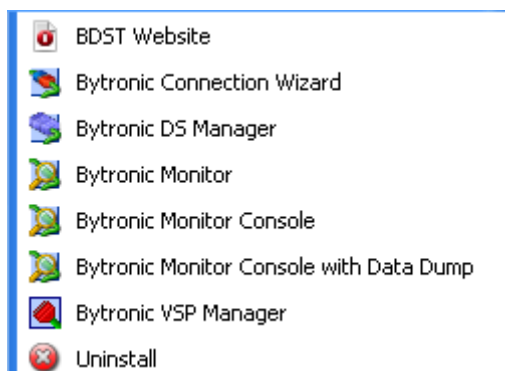 BDST Website
Bytronic Connection Wizard
Bytronic DS Manager
Bytronic Monitor
Bytronic Monitor Console
Bytronic Monitor Console with Data Dump
Bytronic VSP Manager
Uninstall